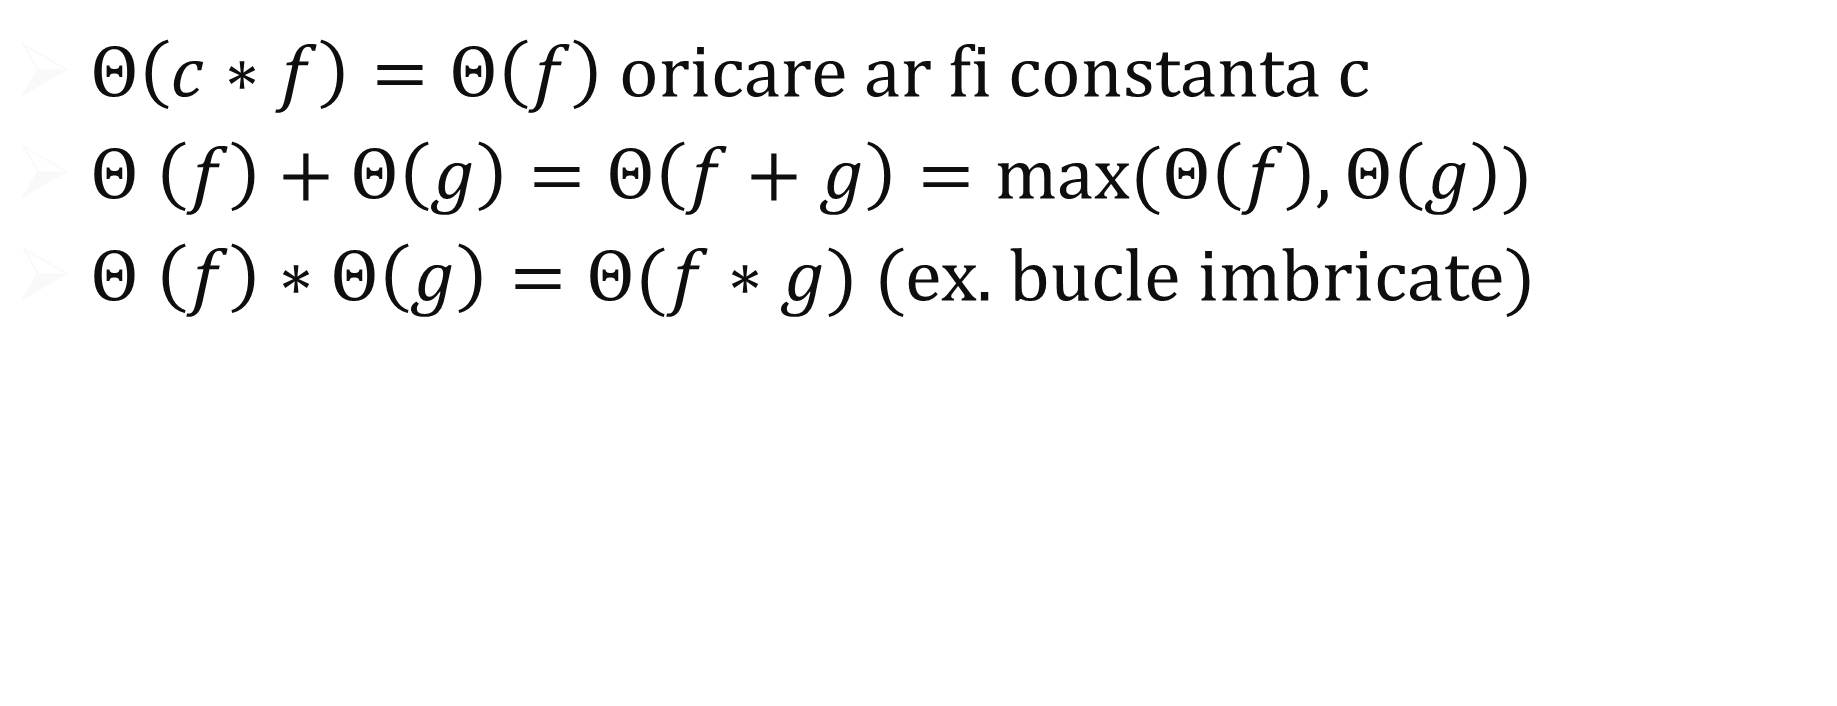 Θ(c ∗ f) = Θ(f) oricare ar fi constanta c
Θ (f) + Θ(g) = Θ(f + g) = max(Θ(f), Θ(g))
Θ (f) ∗ Θ(g) = Θ(f ∗ g) (ex. bucle imbricate)